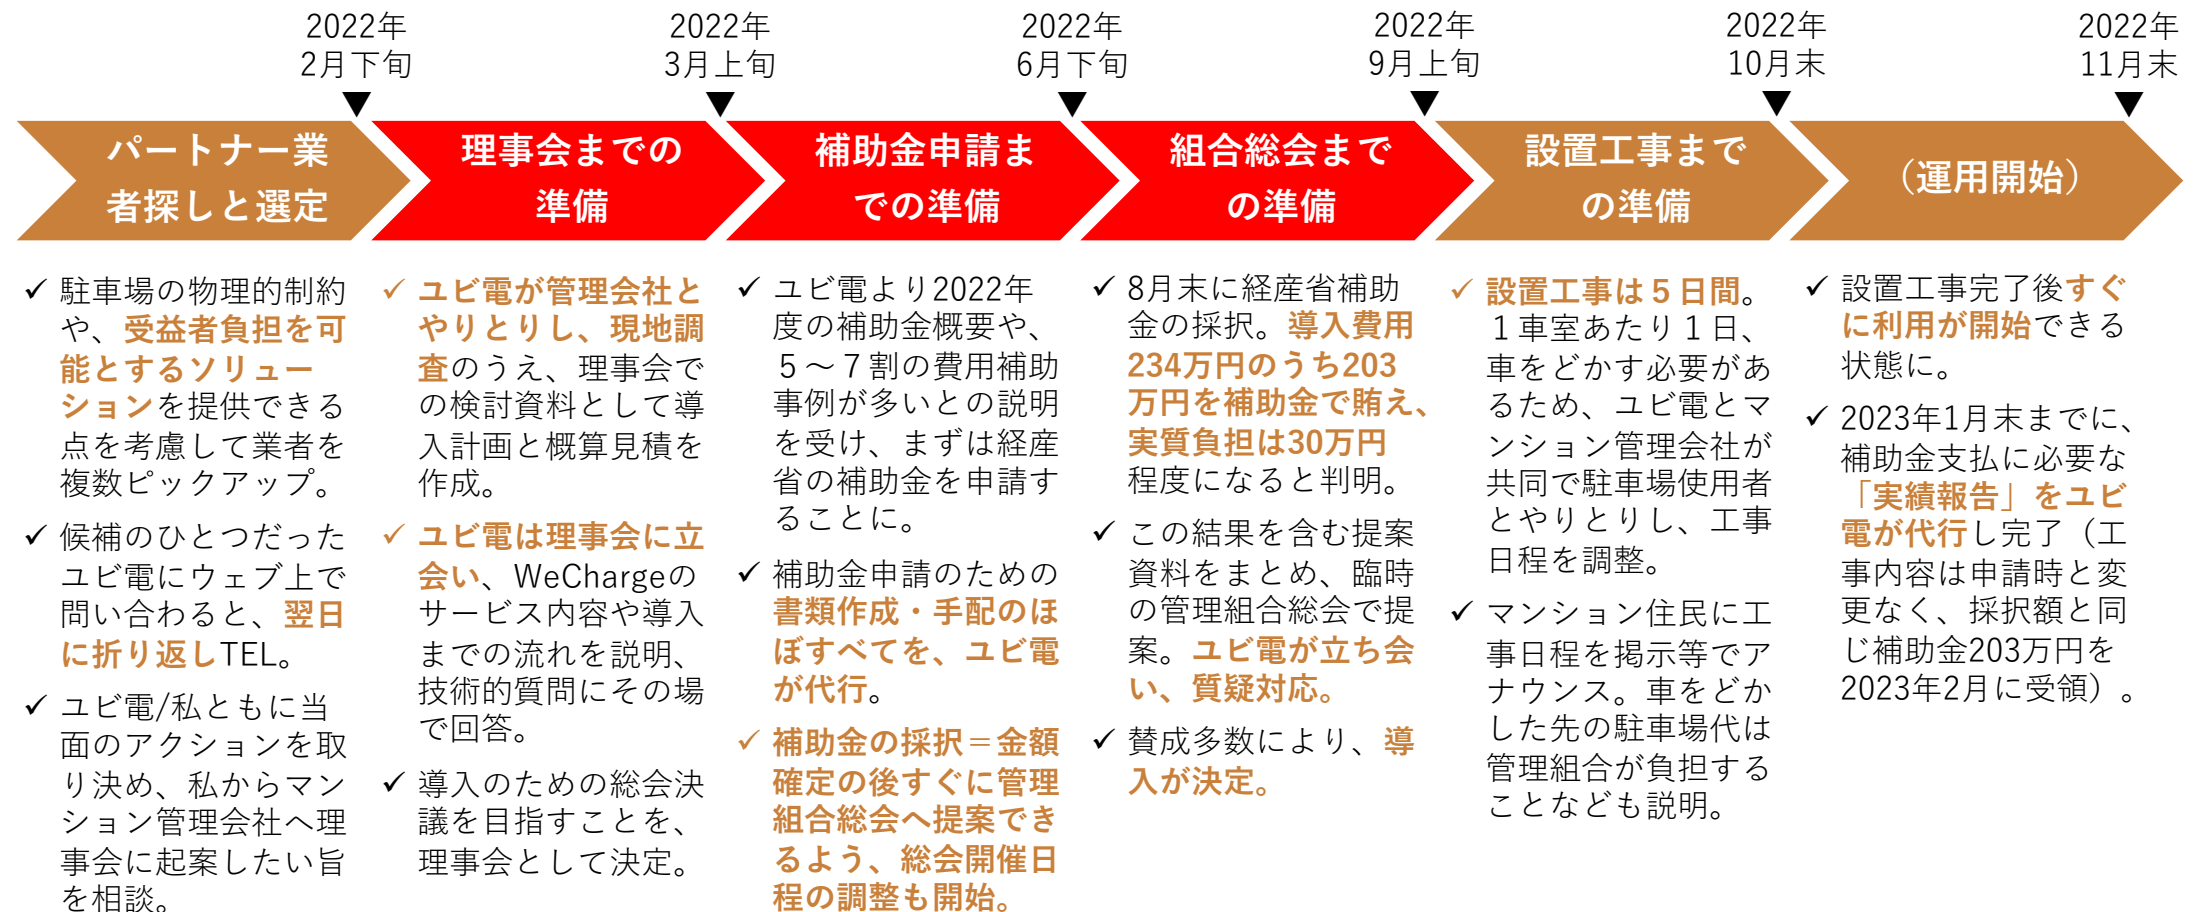 2022年
2月下旬
2022年
3月上旬
2022年
6月下旬
2022年
9月上旬
2022年
10月末
2022年
11月末
パートナー業
者探しと選定
理事会までの
準備
補助金申請ま
での準備
組合総会まで
の準備
設置工事まで
の準備
（運用開始）
✓ 駐車場の物理的制約
や、受益者負担を可
能とするソリュー
ションを提供できる
点を考慮して業者を
複数ピックアップ。
✓ 候補のひとつだった
ユビ電にウェブ上で
問い合わると、翌日
に折り返しTEL。
✓ ユビ電/私ともに当
面のアクションを取
り決め、私からマン
ション管理会社へ理
事会に起案したい旨
を相談。
✓ ユビ電が管理会社と
やりとりし、現地調
査のうえ、理事会で
の検討資料として導
入計画と概算見積を
作成。
✓ ユビ電は理事会に立
会い、WeChargeの
サービス内容や導入
までの流れを説明、
技術的質問にその場
で回答。
✓ 導入のための総会決
議を目指すことを、
理事会として決定。
✓ ユビ電より2022年
度の補助金概要や、
５～７割の費用補助
事例が多いとの説明
を受け、まずは経産
省の補助金を申請す
ることに。
✓ 補助金申請のための
書類作成・手配のほ
ぼすべてを、ユビ電
が代行。
✓ 補助金の採択＝金額
確定の後すぐに管理
組合総会へ提案でき
るよう、総会開催日
程の調整も開始。
✓ 8月末に経産省補助
金の採択。導入費用
234万円のうち203
万円を補助金で賄え、
実質負担は30万円
程度になると判明。
✓ この結果を含む提案
資料をまとめ、臨時
の管理組合総会で提
案。ユビ電が立ち会
い、質疑対応。
✓ 賛成多数により、導
入が決定。
✓ 設置工事は５日間。
１車室あたり１日、
車をどかす必要があ
るため、ユビ電とマ
ンション管理会社が
共同で駐車場使用者
とやりとりし、工事
日程を調整。
✓ マンション住民に工
事日程を掲示等でア
ナウンス。車をどか
した先の駐車場代は
管理組合が負担する
ことなども説明。
✓ 設置工事完了後すぐ
に利用が開始できる
状態に。
✓ 2023年1月末までに、
補助金支払に必要な
「実績報告」をユビ
電が代行し完了（工
事内容は申請時と変
更なく、採択額と同
じ補助金203万円を
2023年2月に受領）。